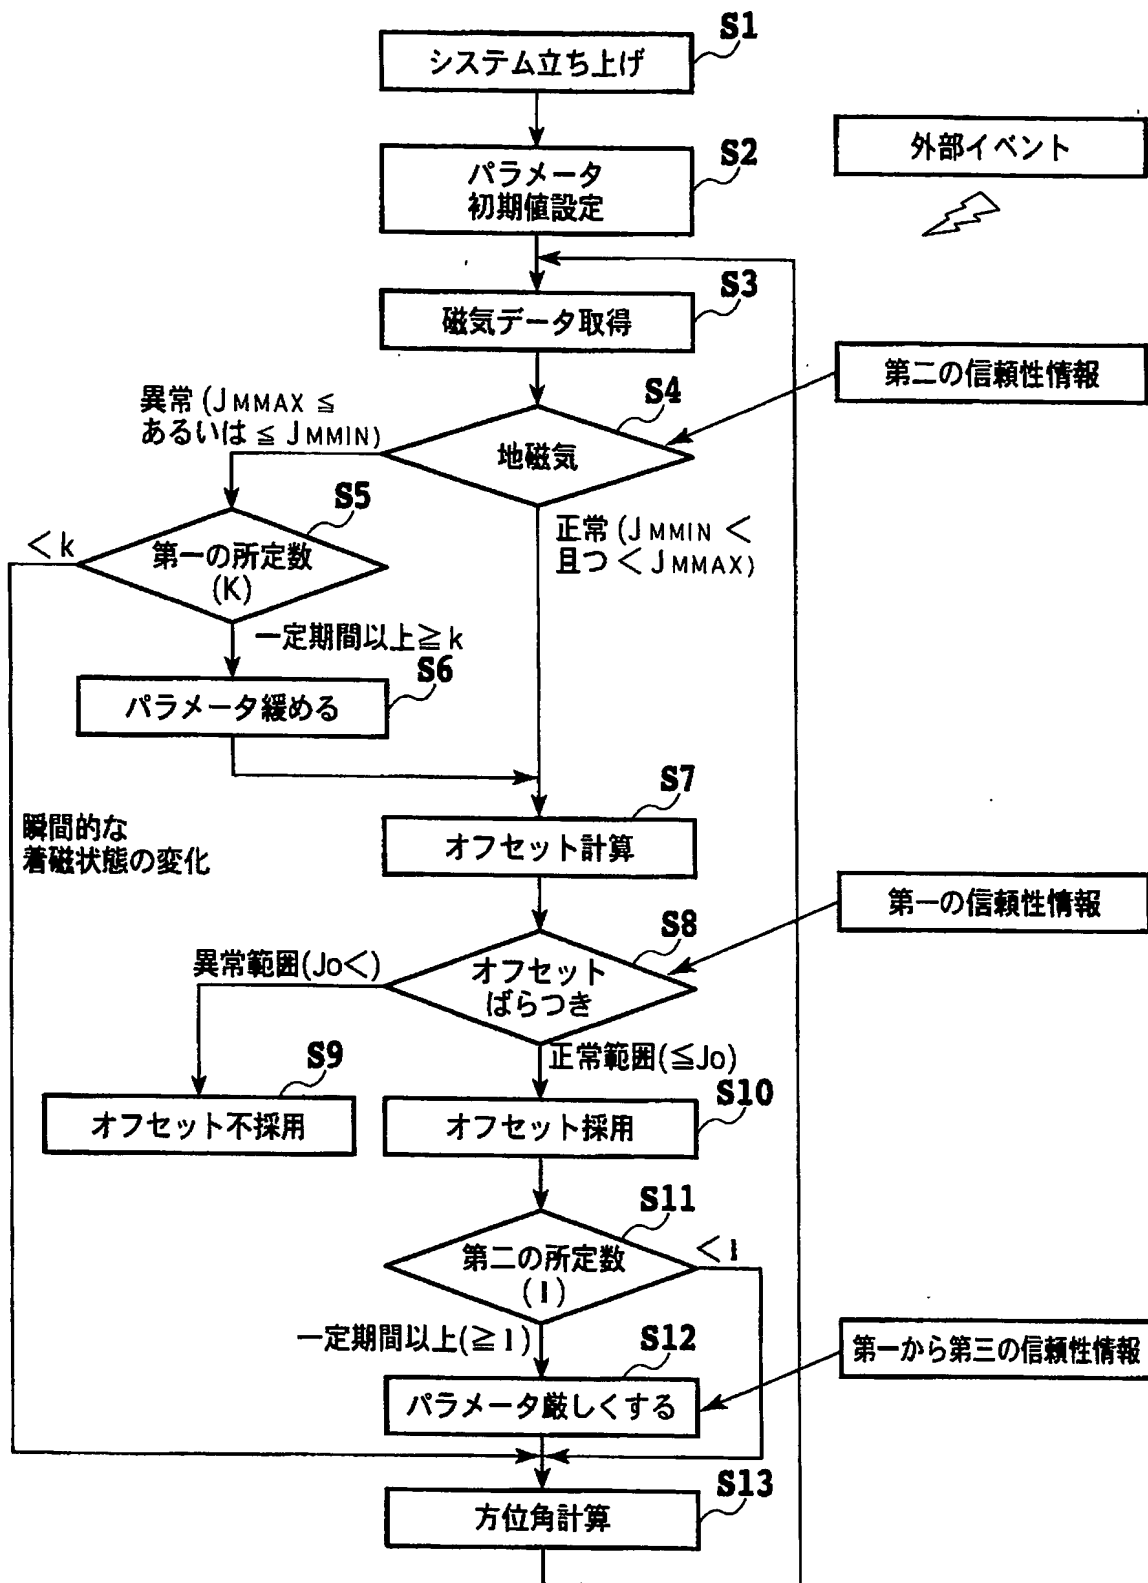 S1
システム立ち上げ
S2
パラメータ
初期値設定
外部イベント
S3
磁気データ取得
第二の信頼性情報
S4
地磁気
異常 (JMMAX ≦
あるいは ≦ JMMIN)
正常 (JMMIN <
且つ < JMMAX)
S5
第一の所定数
(K)
< k
一定期間以上≧k
S6
パラメータ緩める
S7
オフセット計算
瞬間的な
着磁状態の変化
第一の信頼性情報
S8
オフセット
ばらつき
異常範囲(Jo<)
正常範囲(≦Jo)
S9
オフセット不採用
S10
オフセット採用
S11
第二の所定数
(l)
< l
一定期間以上(≧l)
S12
パラメータ厳しくする
第一から第三の信頼性情報
S13
方位角計算